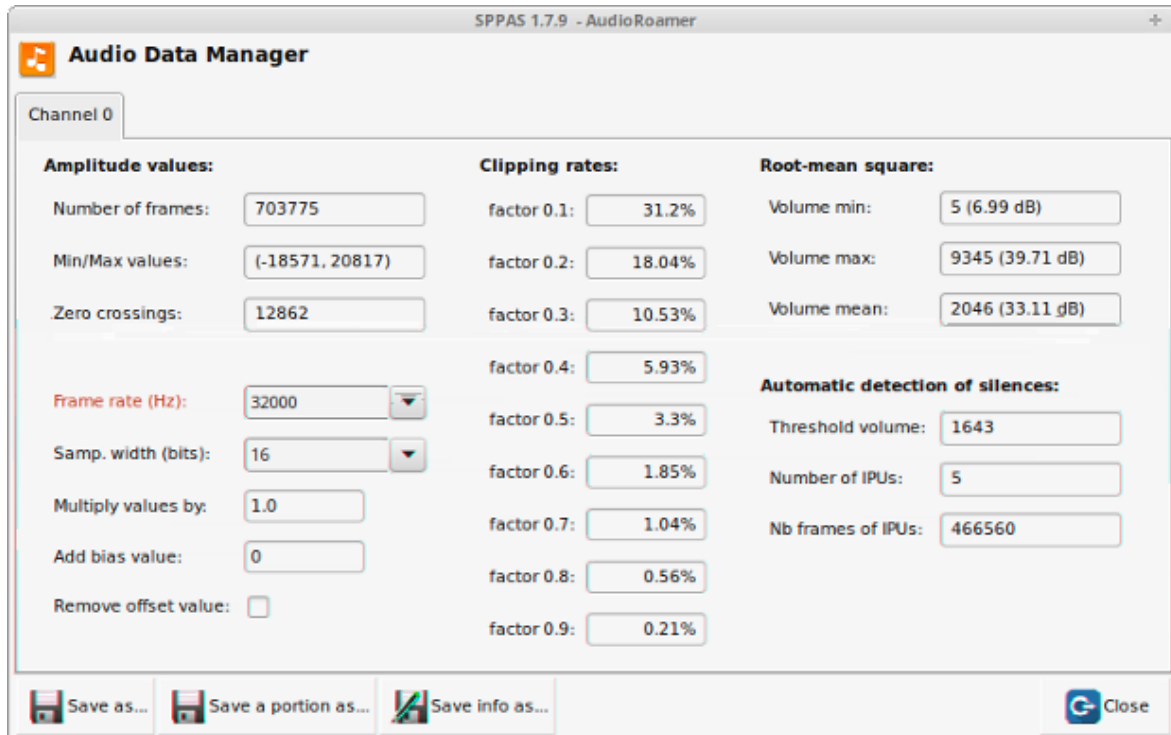 SPPAS 1.7.9 - AudioRoamer
Audio Data Manager
Channel 0
Amplitude values:
Number of frames: 703775
Min/Max values: (-18571, 20817)
Zero crossings: 12862
Frame rate (Hz): 32000
Samp. width (bits): 16
Multiply values by: 1.0
Add bias value: 0
Remove offset value:
Clipping rates:
factor 0.1: 31.2%
factor 0.2: 18.04%
factor 0.3: 10.53%
factor 0.4: 5.93%
factor 0.5: 3.3%
factor 0.6: 1.85%
factor 0.7: 1.04%
factor 0.8: 0.56%
factor 0.9: 0.21%
Root-mean square:
Volume min: 5 (6.99 dB)
Volume max: 9345 (39.71 dB)
Volume mean: 2046 (33.11 dB)
Automatic detection of silences:
Threshold volume: 1643
Number of IPUs: 5
Nb frames of IPUs: 466560
Save as... Save a portion as... Save info as... Close